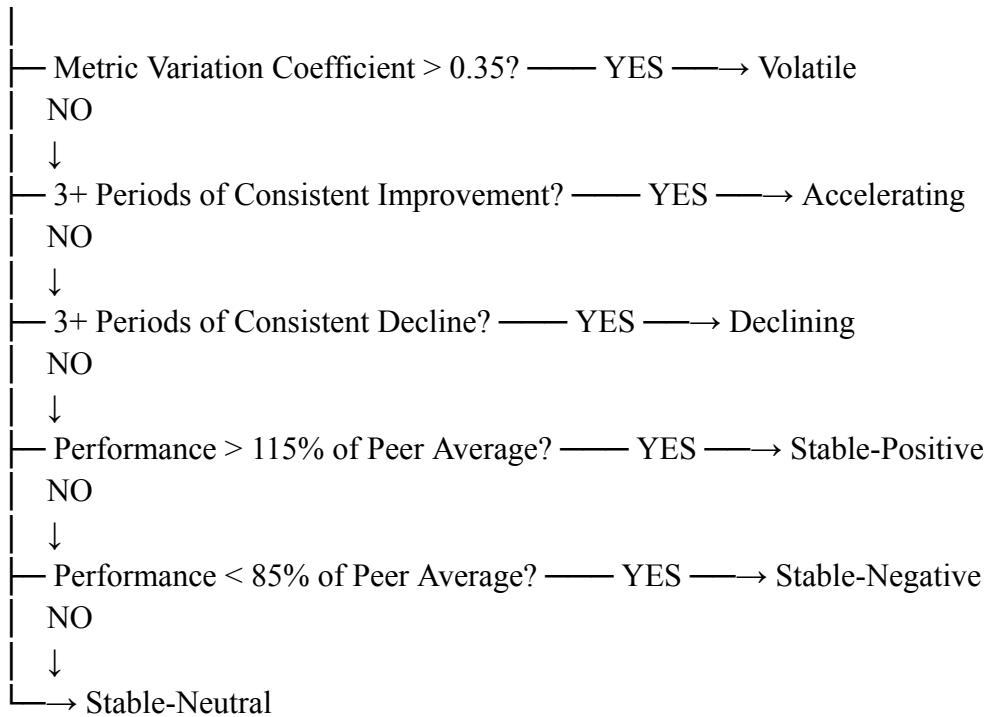 Metric Variation Coefficient > 0.35? —— YES ——→ Volatile
NO
↓
3+ Periods of Consistent Improvement? —— YES ——→ Accelerating
NO
↓
3+ Periods of Consistent Decline? —— YES ——→ Declining
NO
↓
Performance > 115% of Peer Average? —— YES ——→ Stable-Positive
NO
↓
Performance < 85% of Peer Average? —— YES ——→ Stable-Negative
NO
↓
└──→ Stable-Neutral